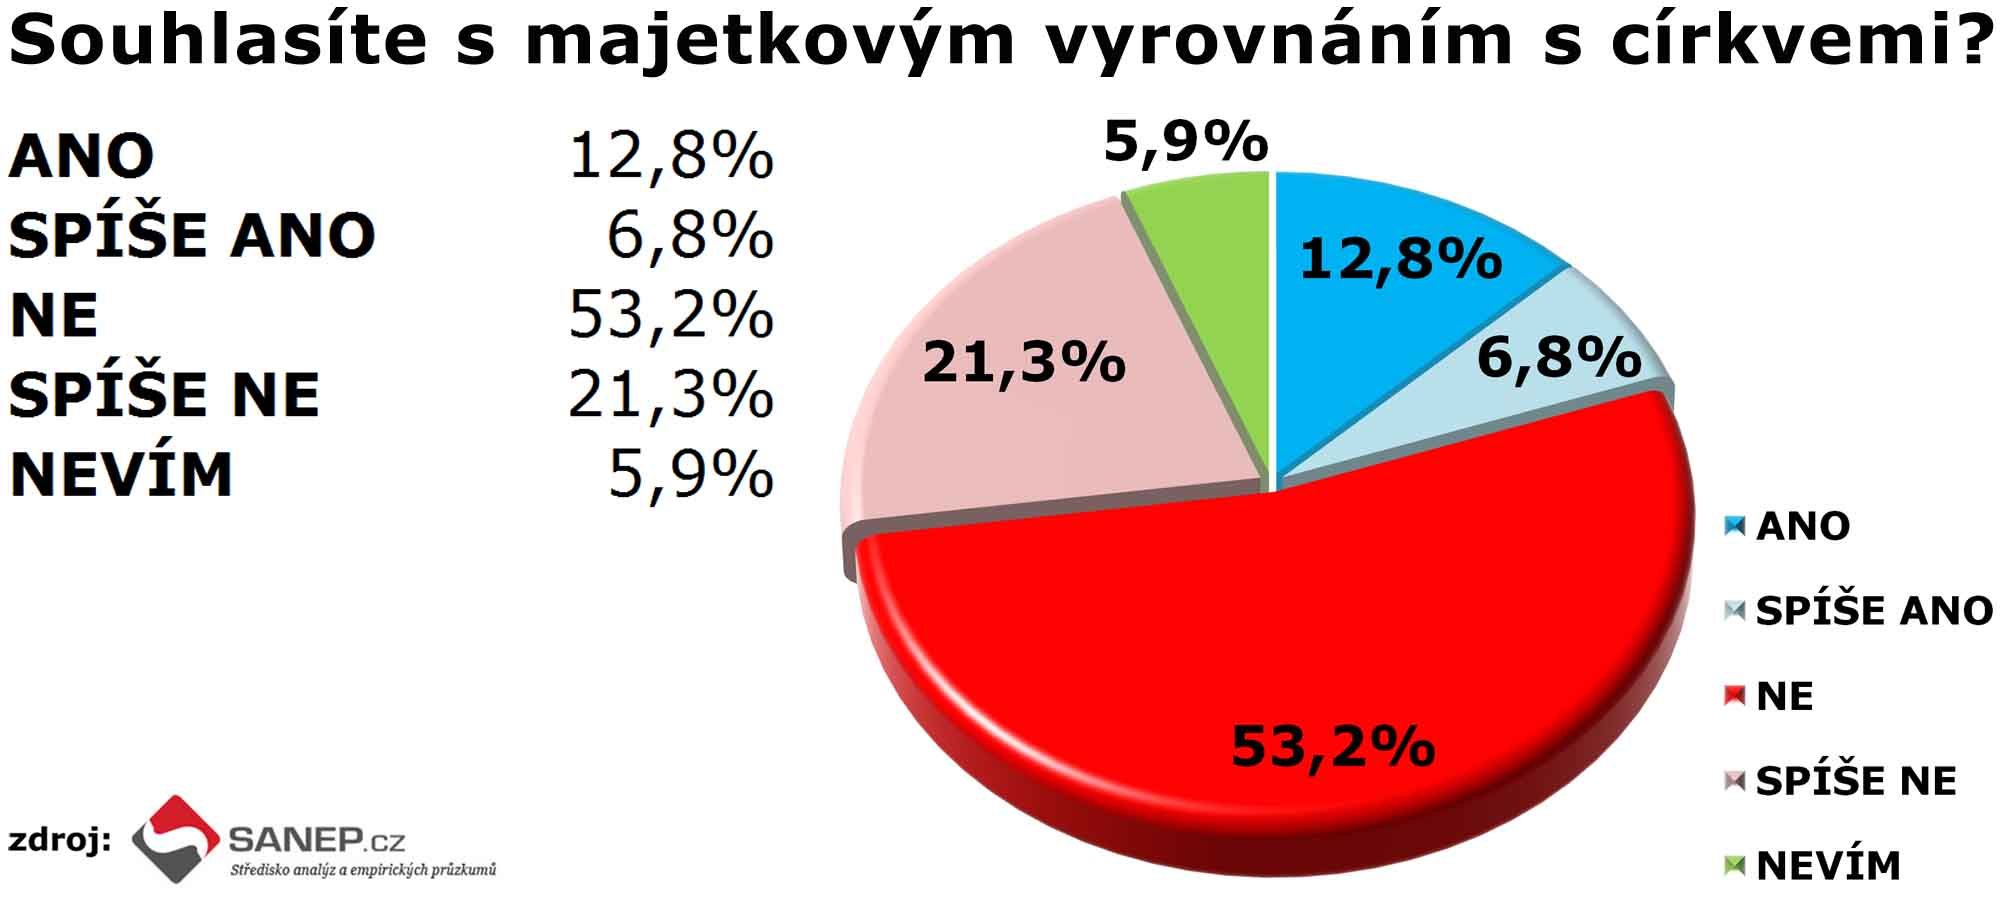 Souhlasíte s majetkovým vyrovnáním s církvemi?
ANO 12,8%
SPÍŠE ANO 6,8%
NE 53,2%
SPÍŠE NE 21,3%
NEVÍM 5,9%
5,9%
12,8%
6,8%
21,3%
53,2%
ANO
SPÍŠE ANO
NE
SPÍŠE NE
NEVÍM
zdroj: SANEP.cz
Středisko analýz a empirických průzkumů